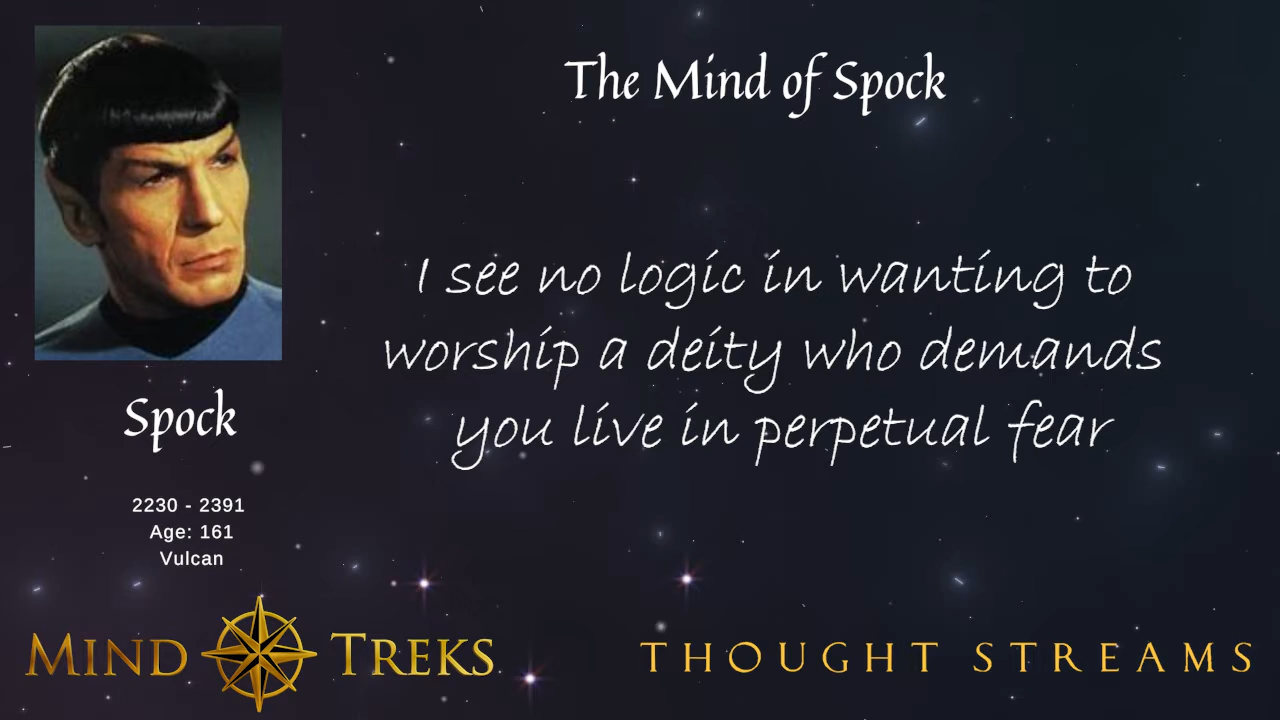 The Mind of Spock
I see no logic in wanting to
worship a deity who demands
you live in perpetual fear
Spock
2230 - 2391
Age: 161
Vulcan
MIND TREKS
THOUGHT STREAMS